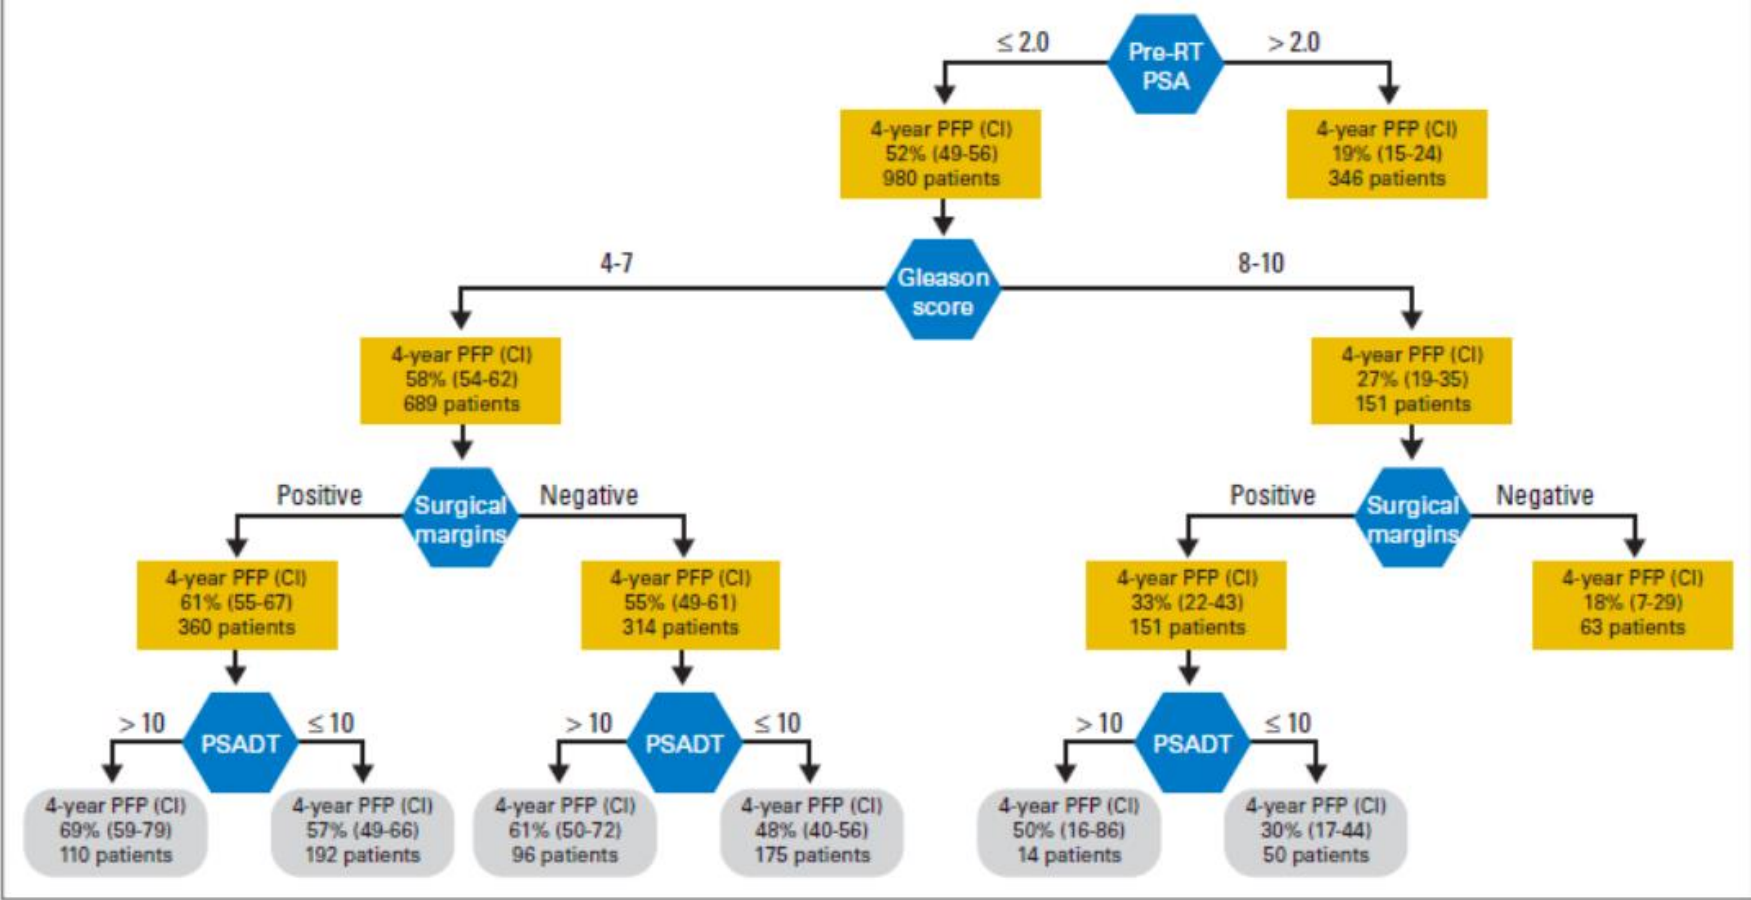 ≤ 2.0
Pre-RT
PSA
> 2.0
4-year PFP (CI)
52% (49-56)
980 patients
4-year PFP (CI)
19% (15-24)
346 patients
4-7
Gleason
score
8-10
4-year PFP (CI)
58% (54-62)
689 patients
4-year PFP (CI)
27% (19-35)
151 patients
Positive
Surgical
margins
Negative
Positive
Surgical
margins
Negative
4-year PFP (CI)
61% (55-67)
360 patients
4-year PFP (CI)
55% (49-61)
314 patients
4-year PFP (CI)
33% (22-43)
151 patients
4-year PFP (CI)
18% (7-29)
63 patients
> 10
PSADT
≤ 10
> 10
PSADT
≤ 10
> 10
PSADT
≤ 10
4-year PFP (CI)
69% (59-79)
110 patients
4-year PFP (CI)
57% (49-66)
192 patients
4-year PFP (CI)
61% (50-72)
96 patients
4-year PFP (CI)
48% (40-56)
175 patients
4-year PFP (CI)
50% (16-86)
14 patients
4-year PFP (CI)
30% (17-44)
50 patients